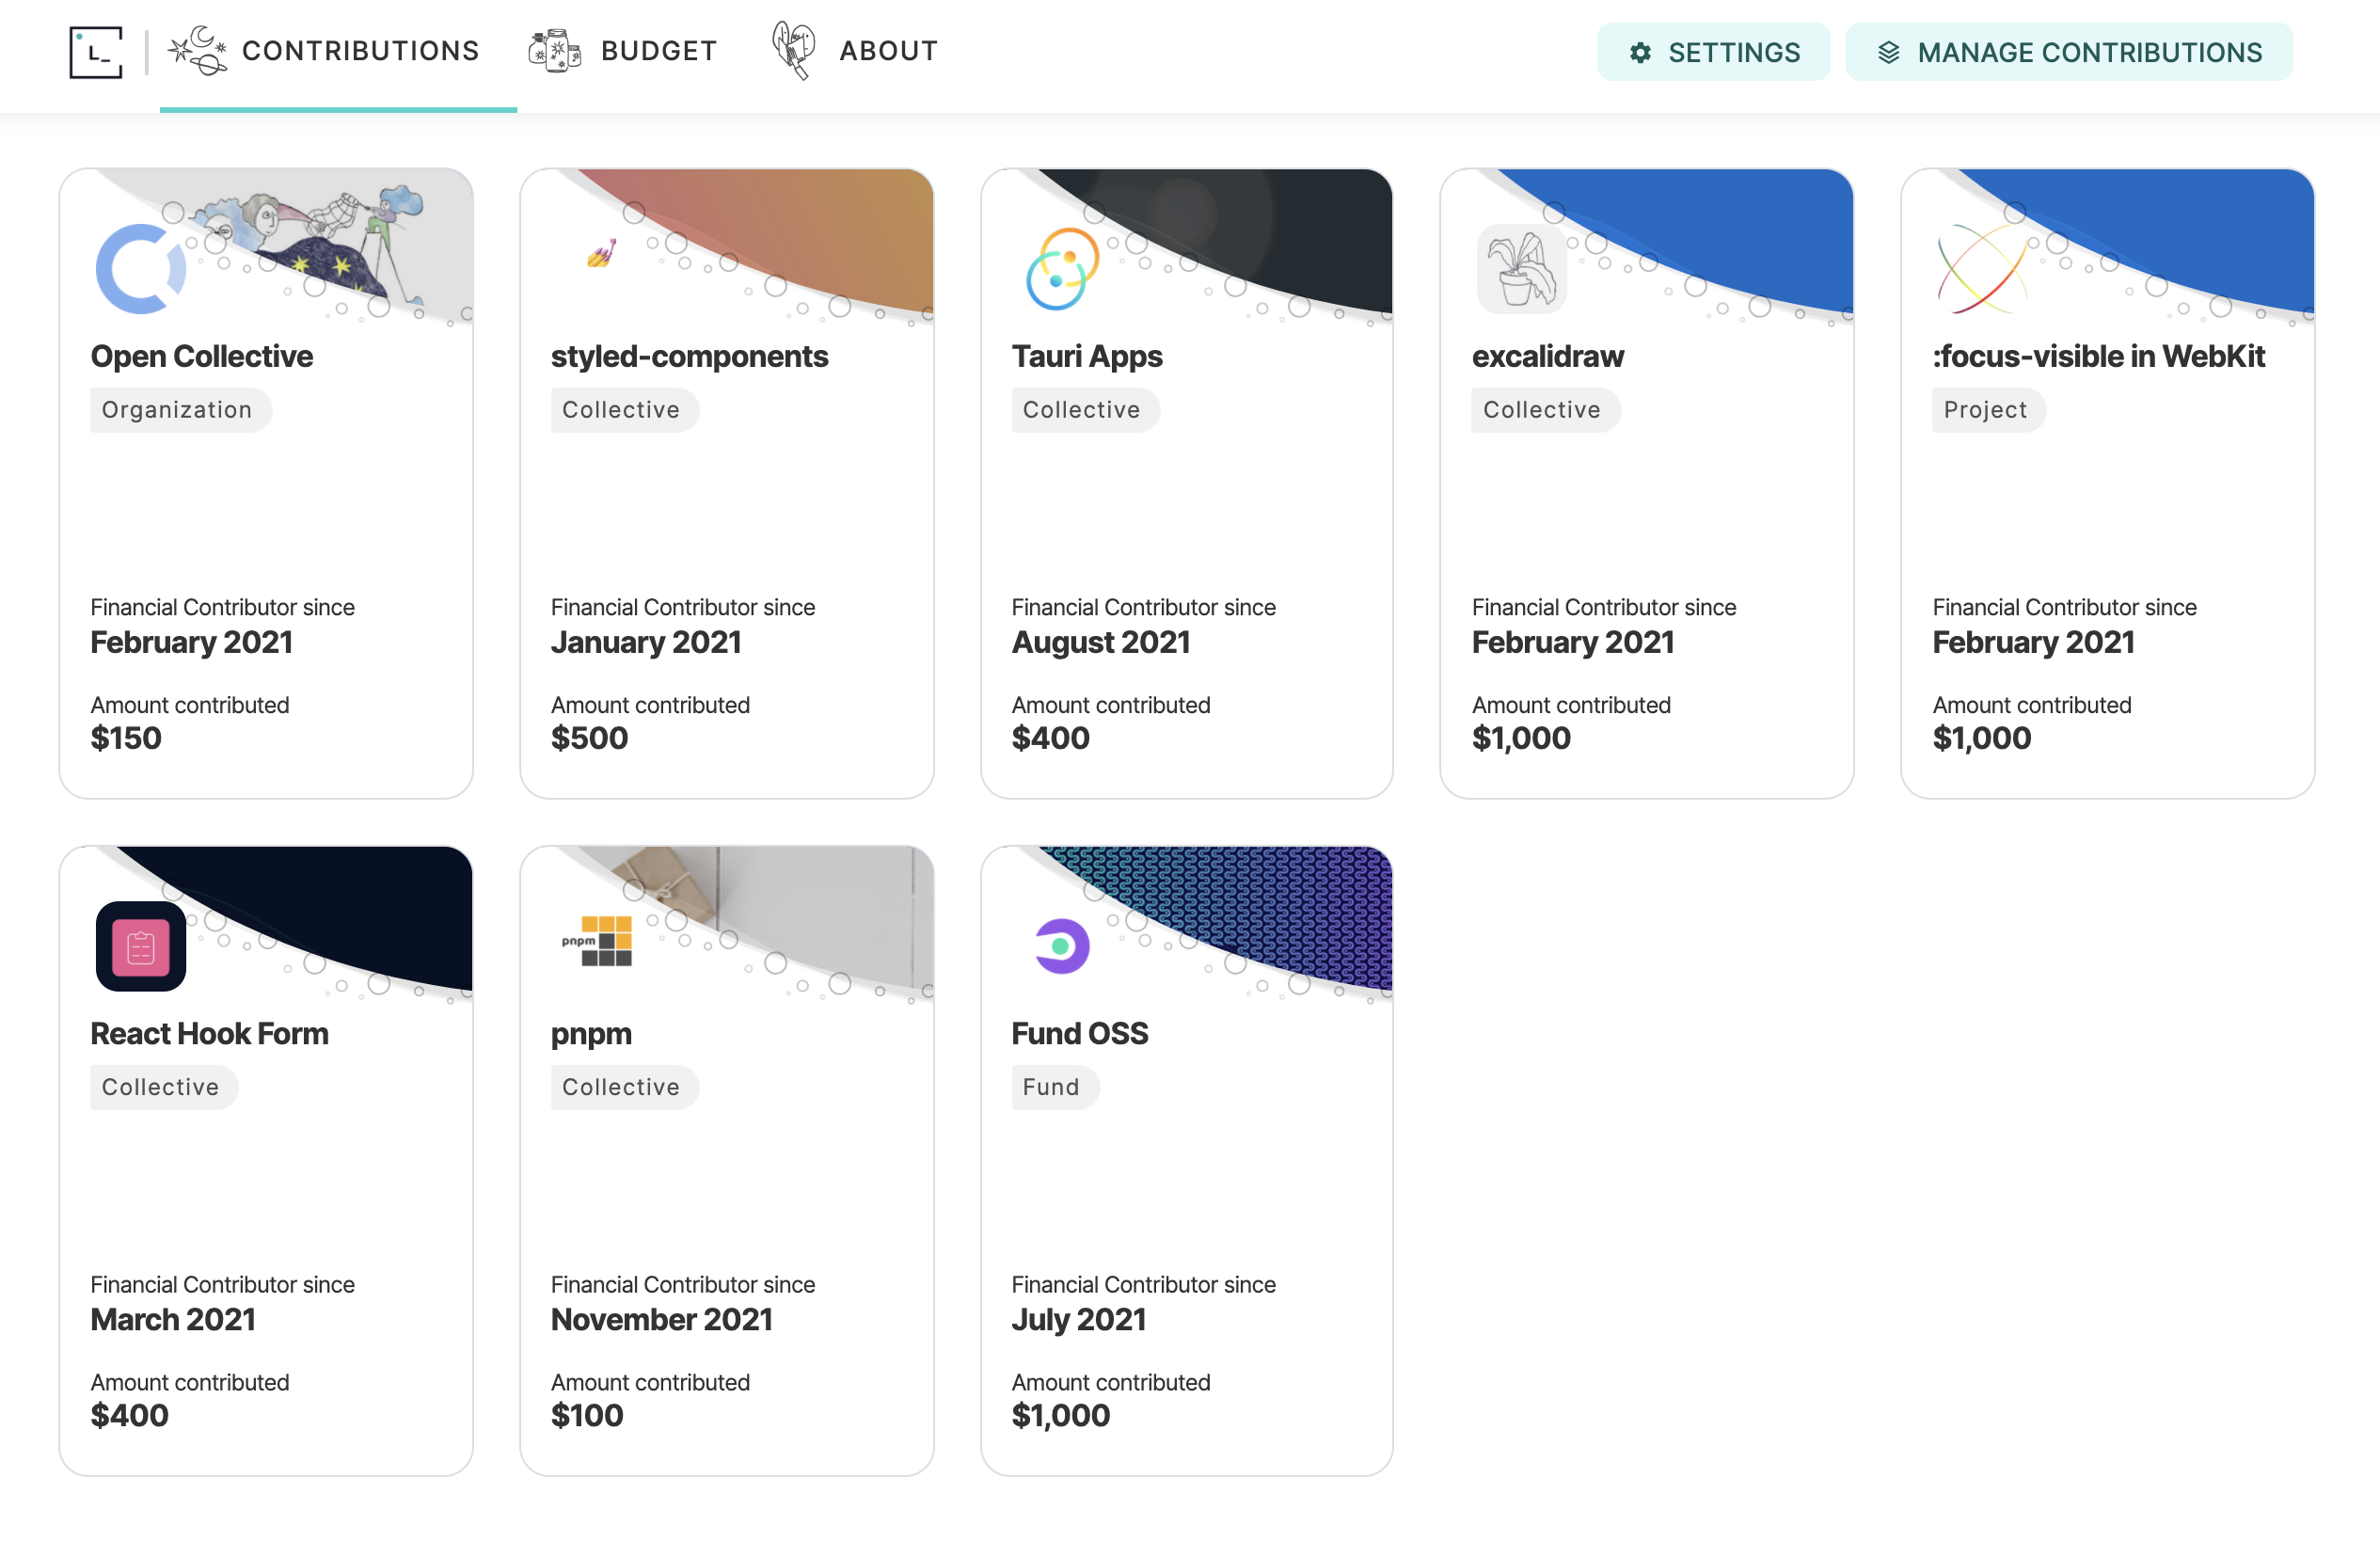 L_
CONTRIBUTIONS
BUDGET
ABOUT
SETTINGS
MANAGE CONTRIBUTIONS
Open Collective
Organization
Financial Contributor since
February 2021
Amount contributed
$150
styled-components
Collective
Financial Contributor since
January 2021
Amount contributed
$500
Tauri Apps
Collective
Financial Contributor since
August 2021
Amount contributed
$400
excalidraw
Collective
Financial Contributor since
February 2021
Amount contributed
$1,000
:focus-visible in WebKit
Project
Financial Contributor since
February 2021
Amount contributed
$1,000
React Hook Form
Collective
Financial Contributor since
March 2021
Amount contributed
$400
pnpm
pnpm
Collective
Financial Contributor since
November 2021
Amount contributed
$100
Fund OSS
Fund
Financial Contributor since
July 2021
Amount contributed
$1,000